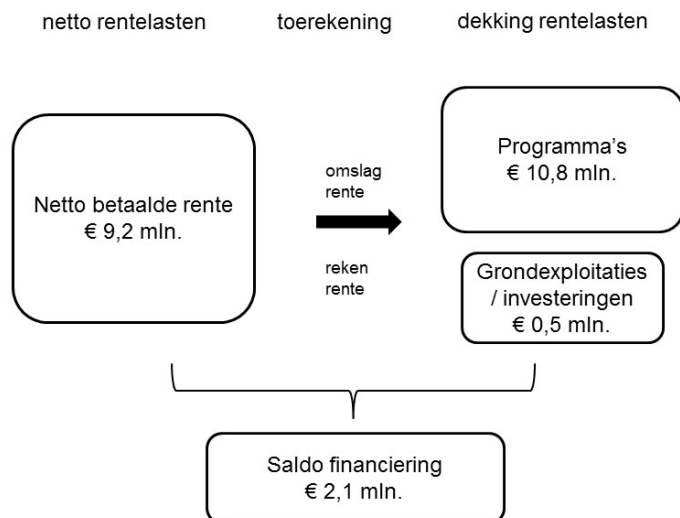 netto rentelasten
toerekening
dekking rentelasten
Netto betaalde rente
€ 9,2 mln.
omslag
rente
reken
rente
Programma’s
€ 10,8 mln.
Grondexploitaties
/ investeringen
€ 0,5 mln.
Saldo financiering
€ 2,1 mln.